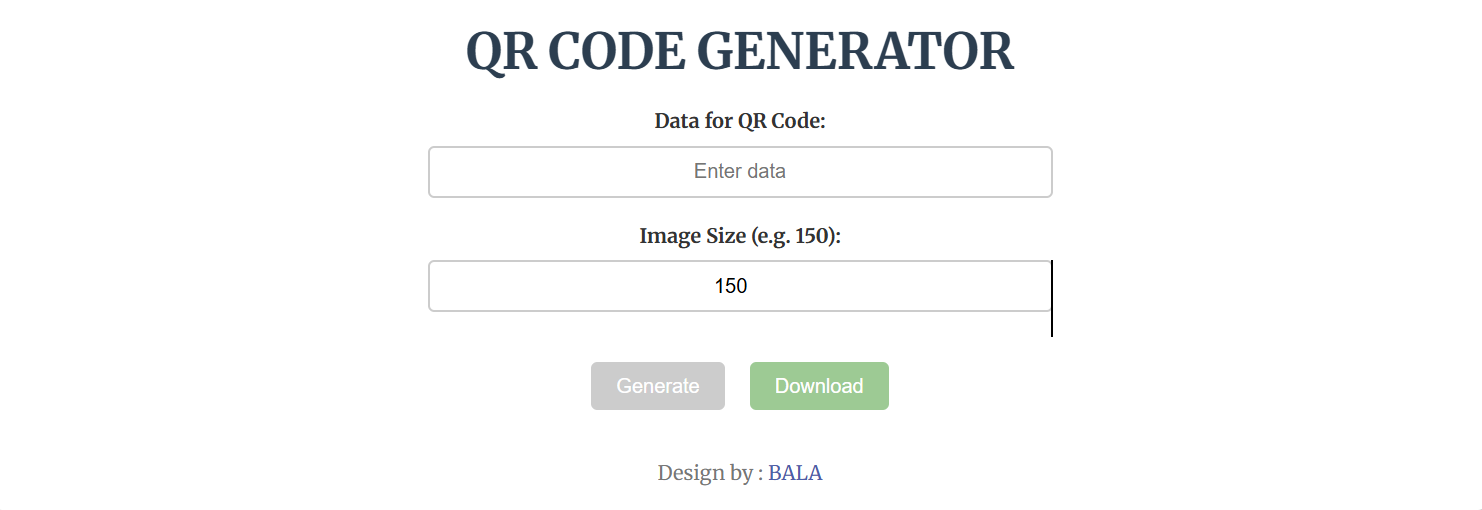 QR CODE GENERATOR
Data for QR Code:
Enter data
Image Size (e.g. 150):
150
Generate Download
Design by : BALA